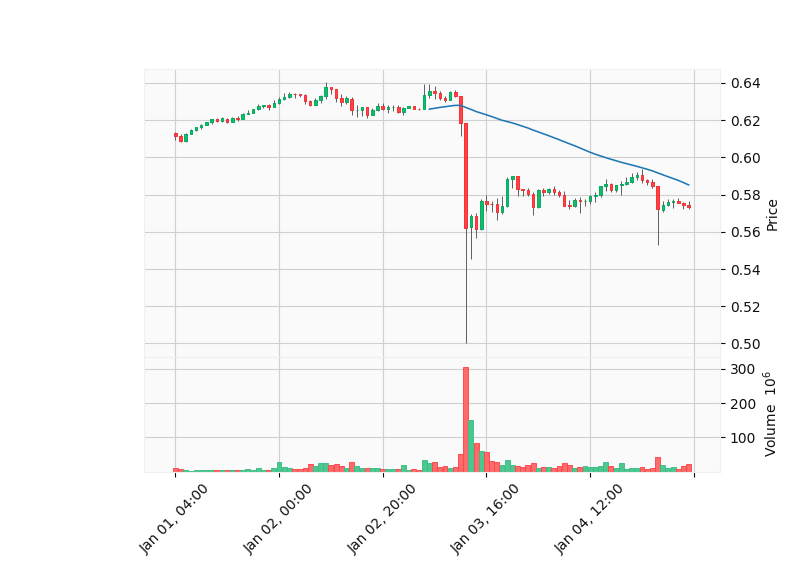 0.64
0.62
0.60
0.58
0.56
0.54
0.52
0.50
Price
300
200
100
Volume 10^6
Jan 01, 04:00
Jan 02, 00:00
Jan 02, 20:00
Jan 03, 16:00
Jan 04, 12:00